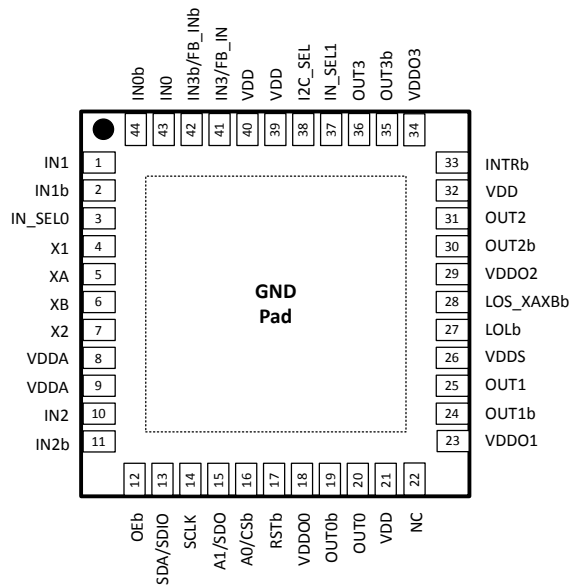 IN0b
IN0
IN3b/FB_INb
IN3/FB_IN
VDD
VDD
I2C_SEL
IN_SEL1
OUT3
OUT3b
VDDO3
44
43
42
41
40
39
38
37
36
35
34
IN1 1
IN1b 2
IN_SEL0 3
X1 4
XA 5
XB 6
X2 7
VDDA 8
VDDA 9
IN2 10
IN2b 11
GND
Pad
33 INTRb
32 VDD
31 OUT2
30 OUT2b
29 VDDO2
28 LOS_XAXBb
27 LOLb
26 VDDS
25 OUT1
24 OUT1b
23 VDDO1
12
13
14
15
16
17
18
19
20
21
22
OEb
SDA/SDIO
SCLK
A1/SDO
A0/CSb
RSTb
VDDO0
OUT0b
OUT0
VDD
NC